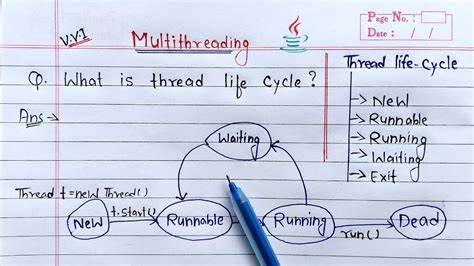 V.V.I
Multithreading
Page No.:
Date: / /
Q. What is thread life cycle?
Ans →
Thread life-cycle
→ New
→ Runnable
→ Running
→ Waiting
→ Exit
Waiting
Thread t=new Thread()
New
t.start()
Runnable
Running
run()
Dead